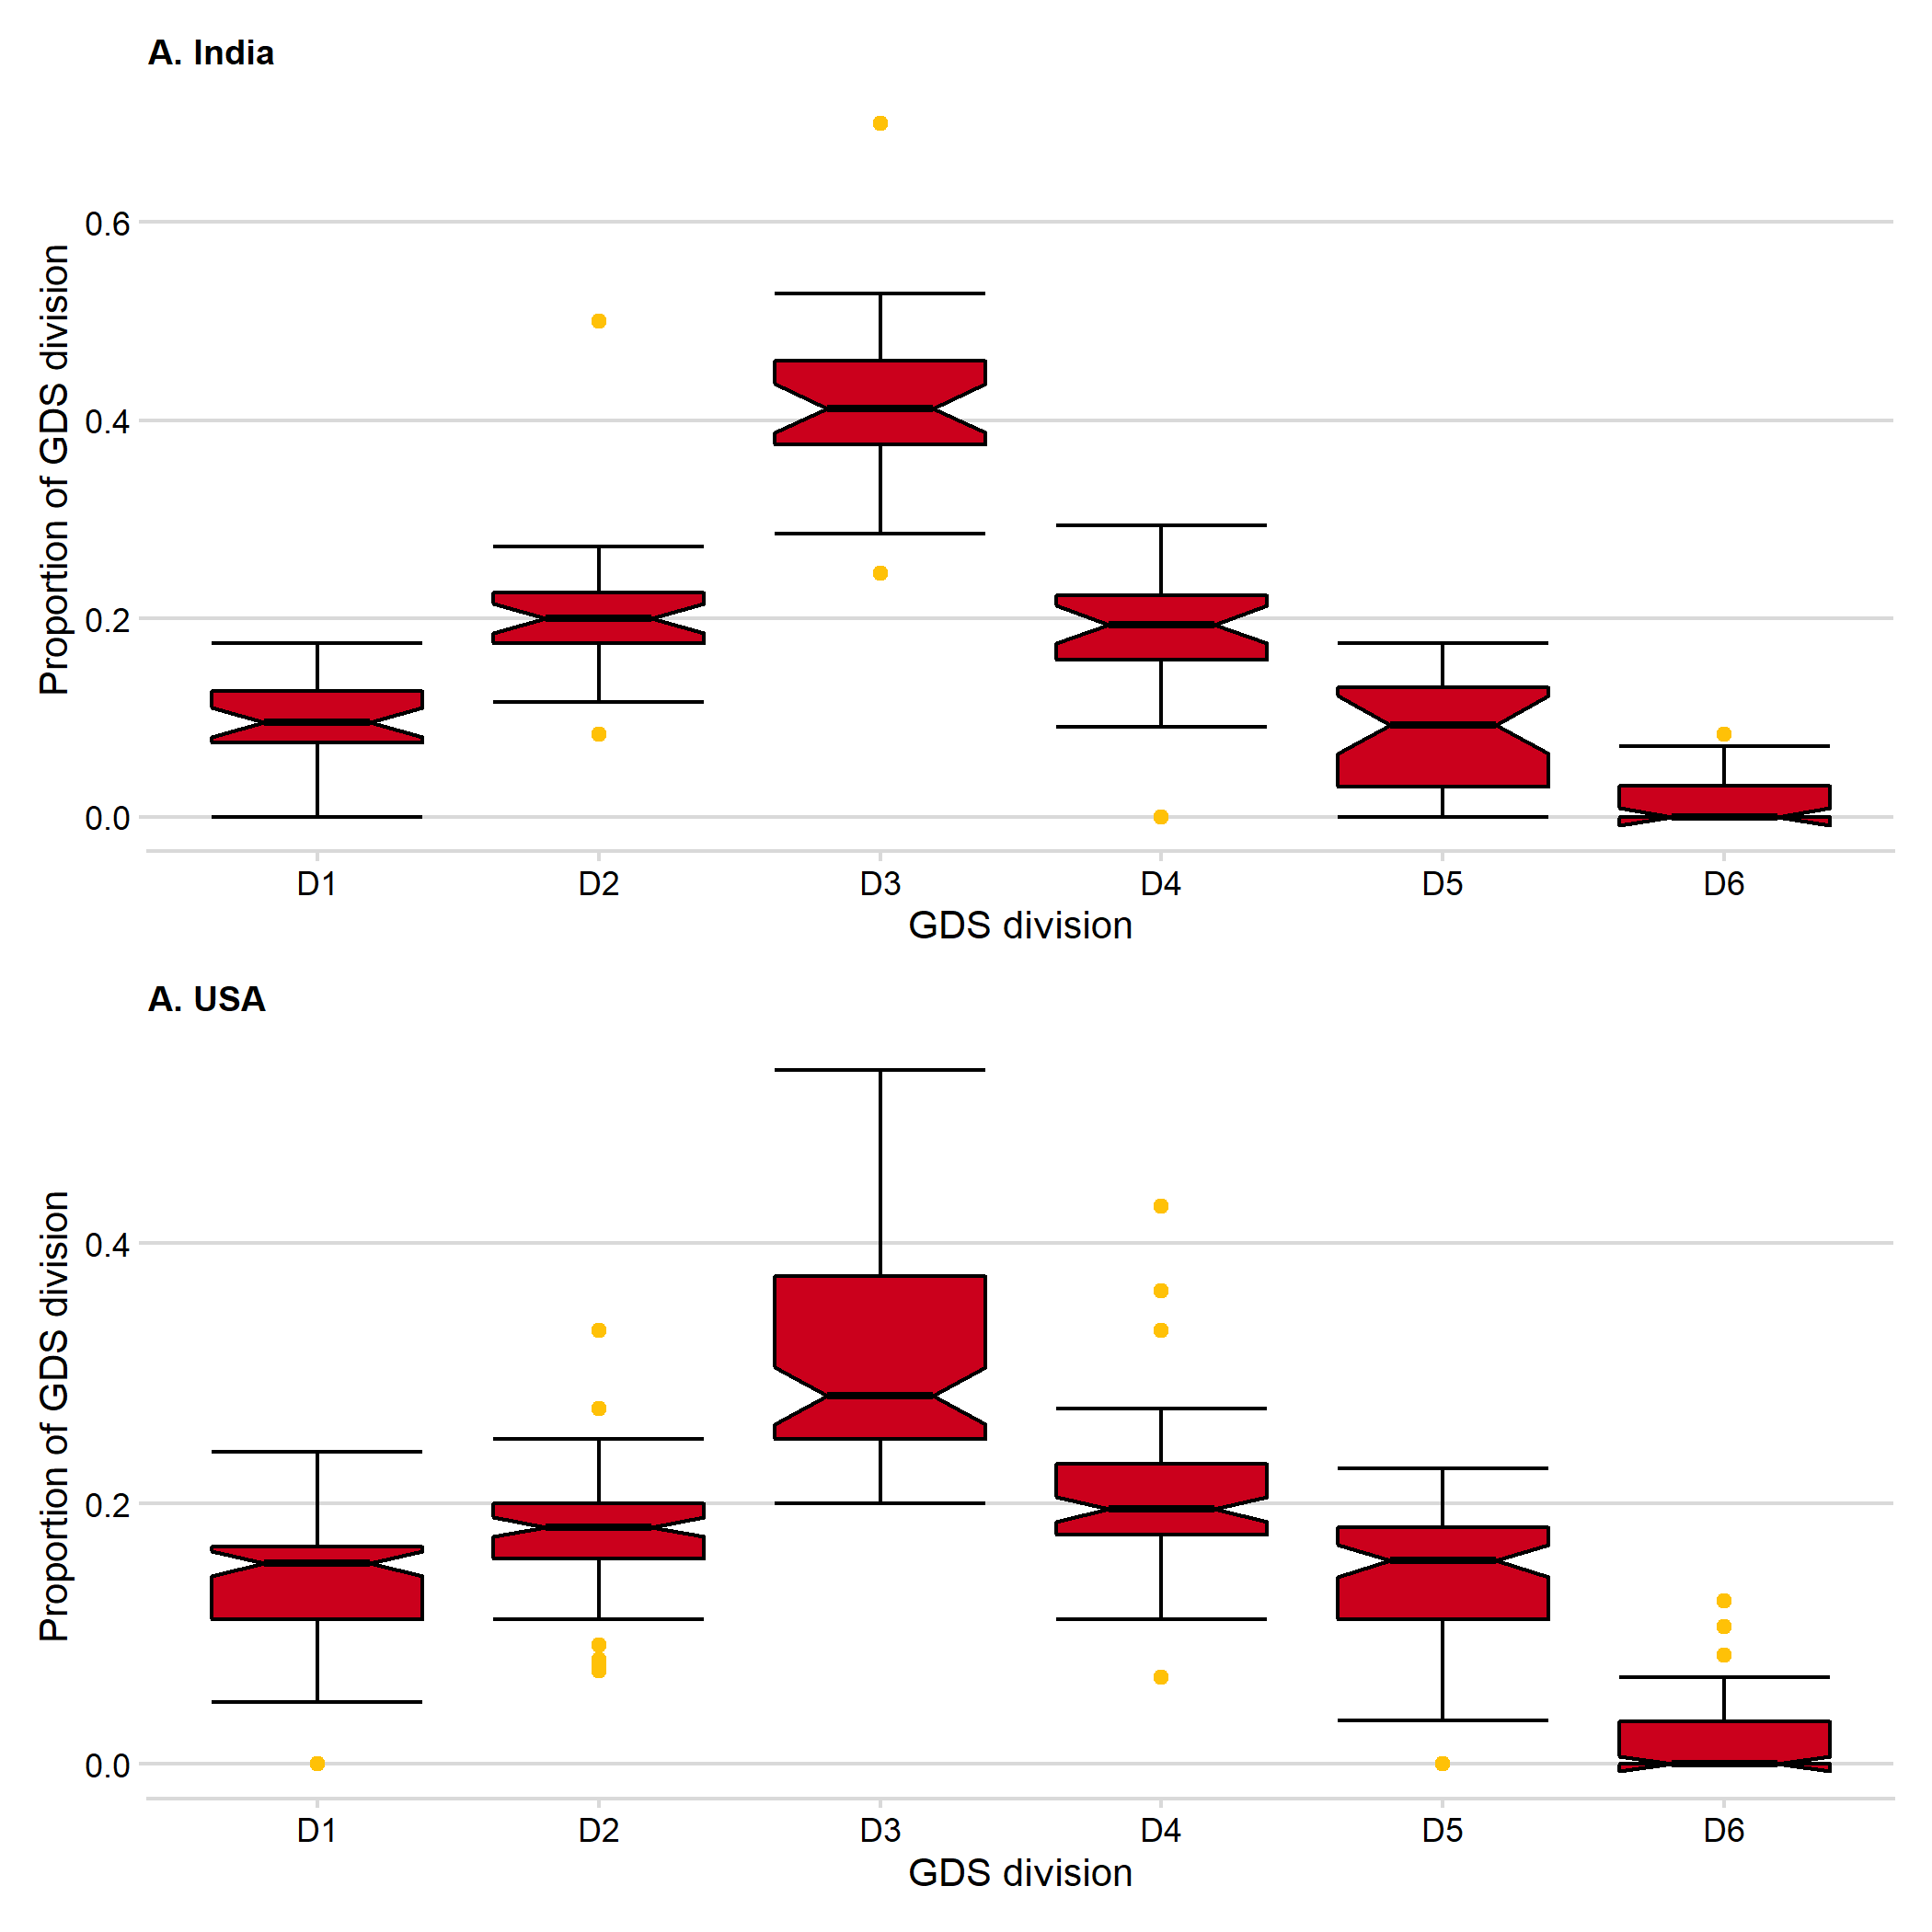 A. India
Proportion of GDS division
0.6
0.4
0.2
0.0
D1 D2 D3 D4 D5 D6
GDS division
A. USA
Proportion of GDS division
0.4
0.2
0.0
D1 D2 D3 D4 D5 D6
GDS division